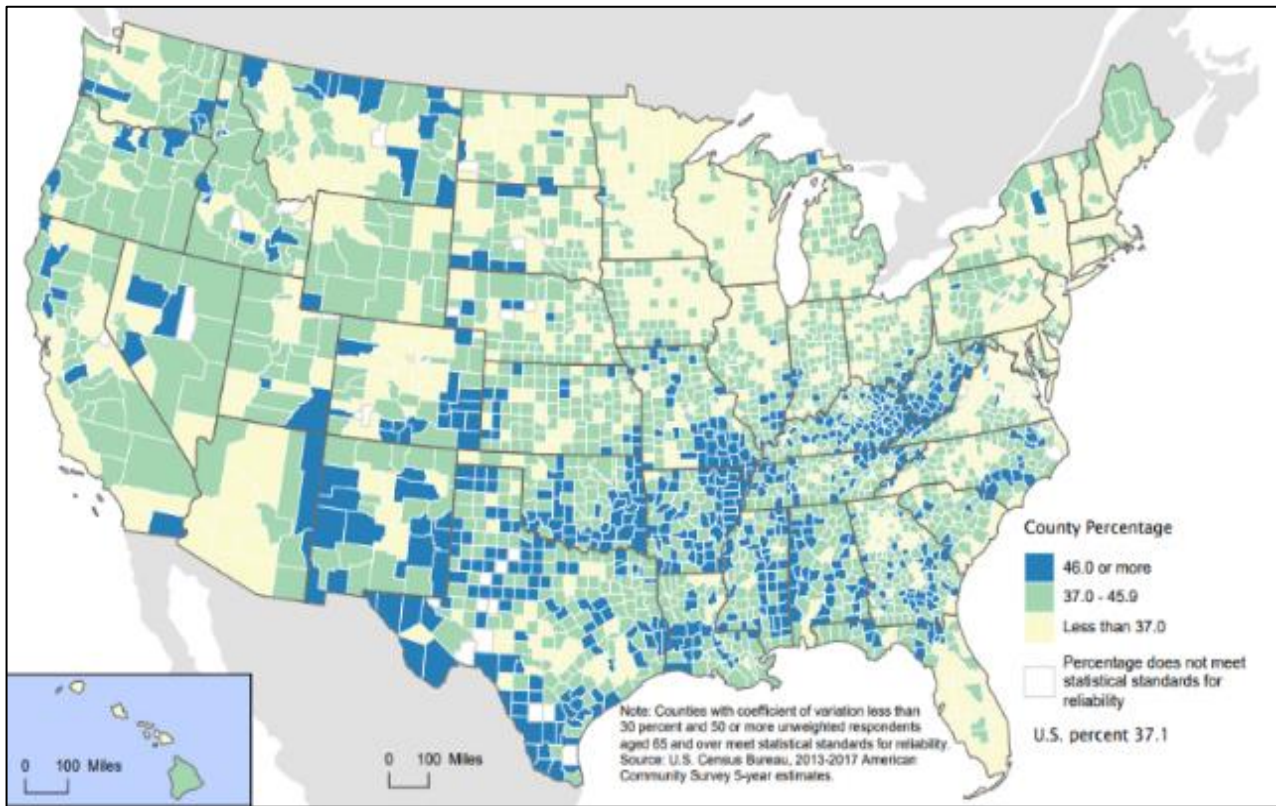 County Percentage
46.0 or more
37.0 - 45.9
Less than 37.0
Percentage does not meet
statistical standards for
reliability
U.S. percent 37.1
Note: Counties with coefficient of variation less than
30 percent and 50 or more unweighted respondents
aged 65 and over meet statistical standards for reliability.
Source: U.S. Census Bureau, 2013-2017 American
Community Survey 5-year estimates.
0 100 Miles
0 100 Miles